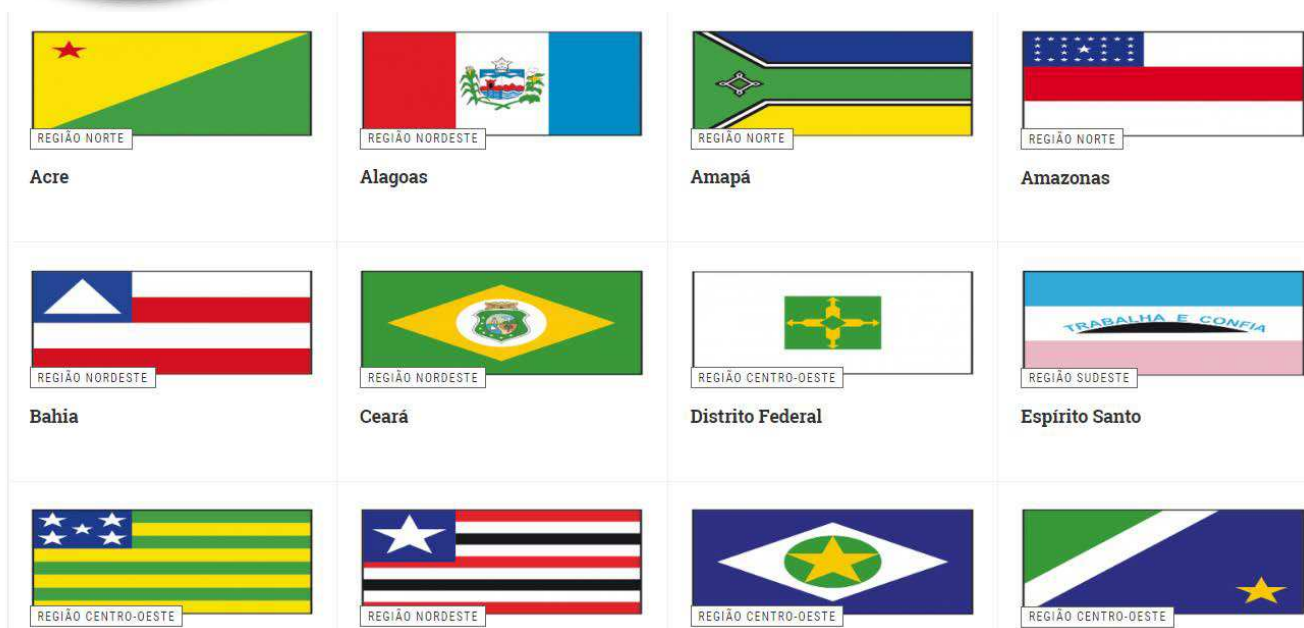 REGIÃO NORTE
Acre
REGIÃO NORDESTE
Alagoas
REGIÃO NORTE
Amapá
REGIÃO NORTE
Amazonas
REGIÃO NORDESTE
Bahia
REGIÃO NORDESTE
Ceará
REGIÃO CENTRO-OESTE
Distrito Federal
TRABALHA E CONFIA
REGIÃO SUDESTE
Espírito Santo
REGIÃO CENTRO-OESTE
REGIÃO NORDESTE
REGIÃO CENTRO-OESTE
REGIÃO CENTRO-OESTE